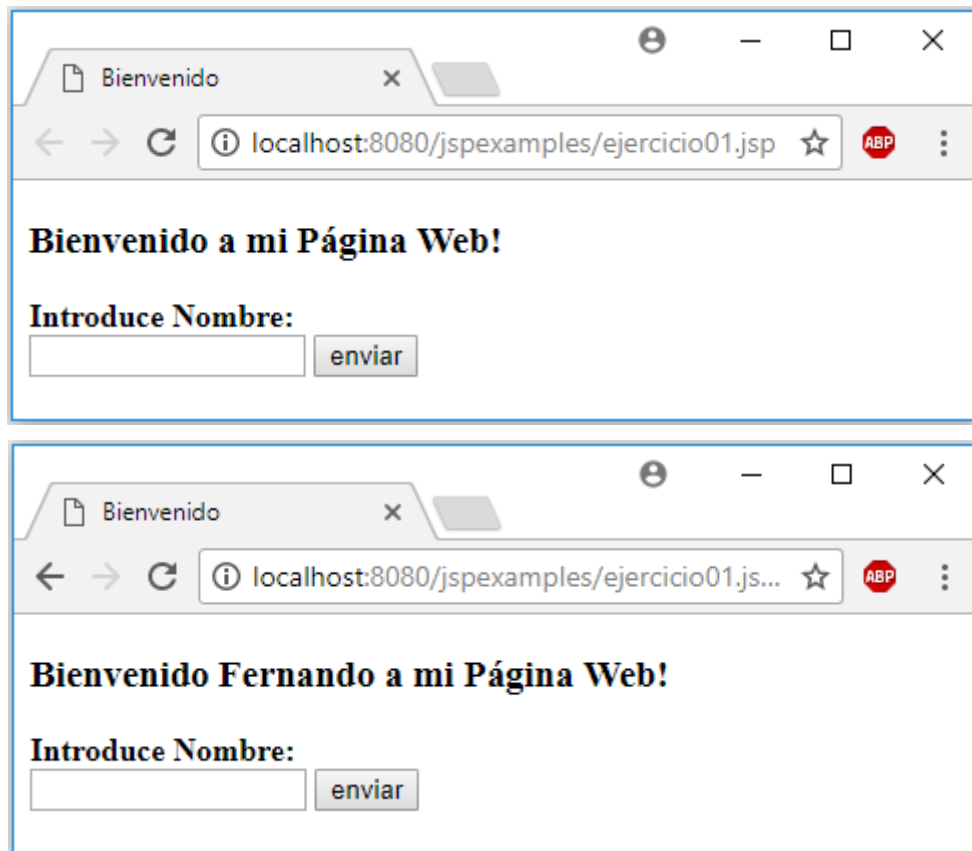 Bienvenido
localhost:8080/jspexamples/ejercicio01.jsp
ABP
Bienvenido a mi Página Web!
Introduce Nombre:
enviar
Bienvenido
localhost:8080/jspexamples/ejercicio01.js...
ABP
Bienvenido Fernando a mi Página Web!
Introduce Nombre:
enviar